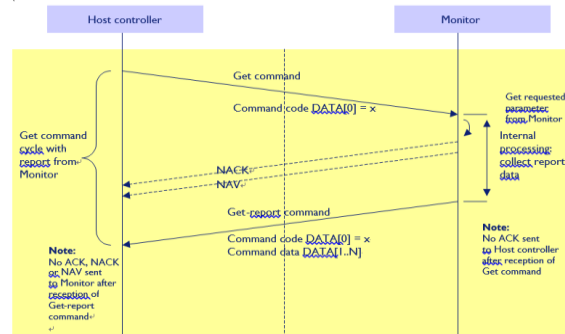 Host controller
Monitor
Get command
Command code DATA[0] = x
Get requested
parameter
from Monitor
Get command
cycle with
report from
Monitor
Internal
processing:
collect report
data
NACK
NAV
Get-report command
Command code DATA[0] = x
Command data DATA[1..N]
Note:
No ACK, NACK
or NAV sent
to Monitor after
reception of
Get-report
command
Note:
No ACK sent
to Host controller
after reception of
Get command